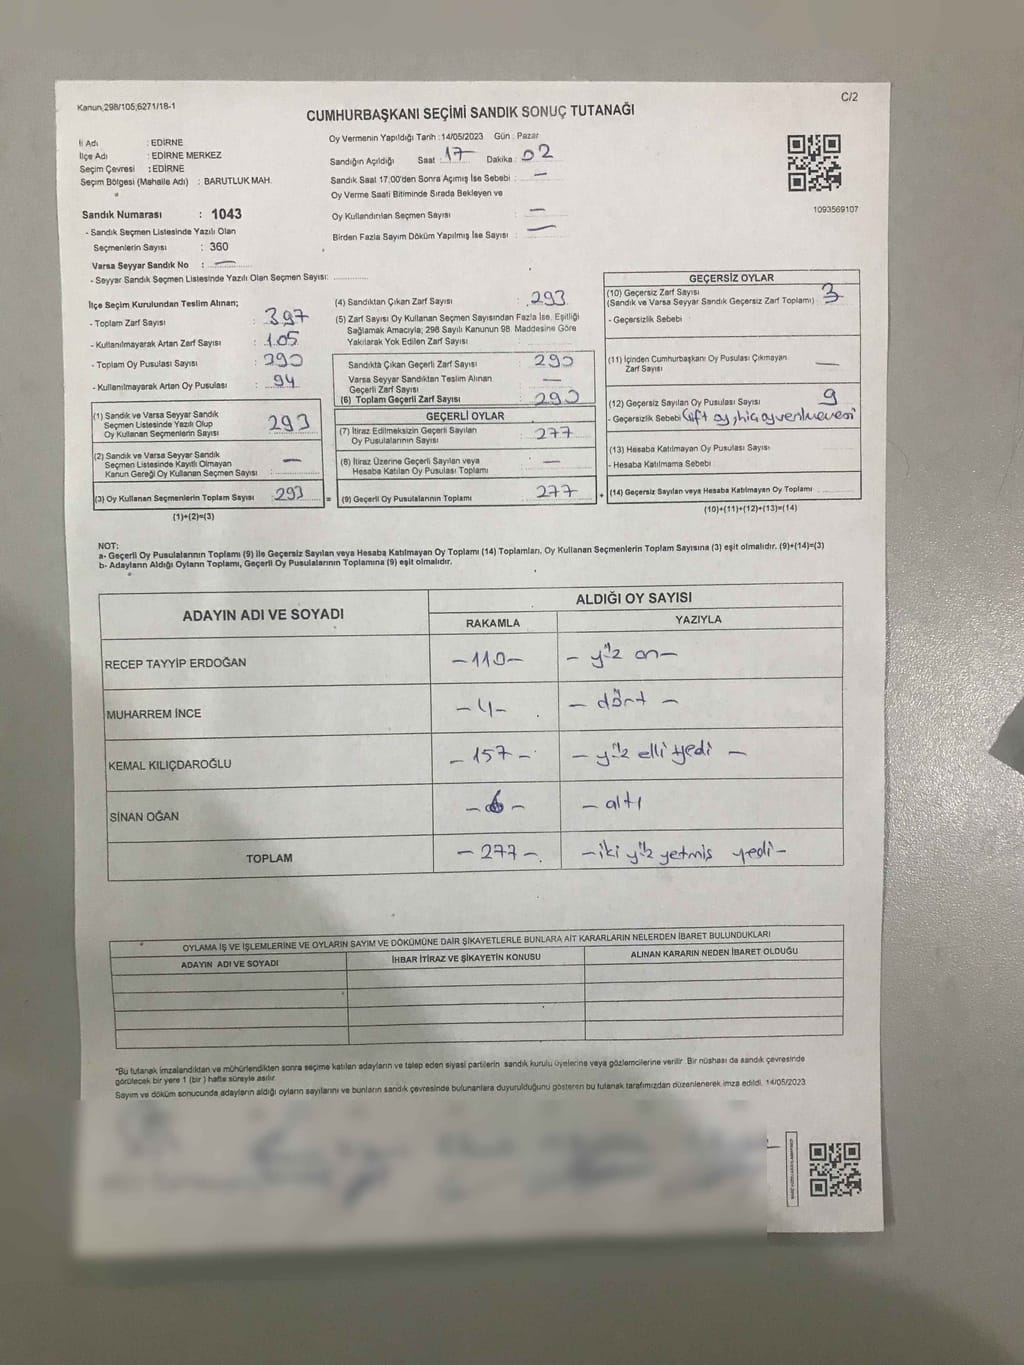 Kanun;298/105;6271/18-1
C/2
CUMHURBAŞKANI SEÇİMİ SANDIK SONUÇ TUTANAĞI
İl Adı : EDİRNE
İlçe Adı : EDİRNE MERKEZ
Seçim Çevresi : EDİRNE
Seçim Bölgesi (Mahalle Adı) : BARUTLUK MAH.
Sandık Numarası : 1043
- Sandık Seçmen Listesinde Yazılı Olan
Seçmenlerin Sayısı : 360
Varsa Seyyar Sandık No : —
- Seyyar Sandık Seçmen Listesinde Yazılı Olan Seçmen Sayısı:
Oy Vermenin Yapıldığı Tarih : 14/05/2023 Gün : Pazar
Sandığın Açıldığı Saat : 17 Dakika : 02
Sandık Saat 17.00'den Sonra Açımış İse Sebebi : —
Oy Verme Saati Bitiminde Sırada Bekleyen ve
Oy Kullandırılan Seçmen Sayısı : —
Birden Fazla Sayım Döküm Yapılmış İse Sayısı : —
1093569107
İlçe Seçim Kurulundan Teslim Alınan;
- Toplam Zarf Sayısı : 397
- Kullanılmayarak Artan Zarf Sayısı : 105
- Toplam Oy Pusulası Sayısı : 290
- Kullanılmayarak Artan Oy Pusulası : 94
(1) Sandık ve Varsa Seyyar Sandık
Seçmen Listesinde Yazılı Olup
Oy Kullanan Seçmenlerin Sayısı 293
(2) Sandık ve Varsa Seyyar Sandık
Seçmen Listesinde Kayıtlı Olmayan
Kanun Gereği Oy Kullanan Seçmen Sayısı : —
(3) Oy Kullanan Seçmenlerin Toplam Sayısı : 293
(1)+(2)=(3)
(4) Sandıktan Çıkan Zarf Sayısı : 293
(5) Zarf Sayısı Oy Kullanan Seçmen Sayısından Fazla İse, Eşitliği
Sağlamak Amacıyla; 298 Sayılı Kanunun 98. Maddesine Göre
Yakılarak Yok Edilen Zarf Sayısı :
Sandıkta Çıkan Geçerli Zarf Sayısı : 290
Varsa Seyyar Sandıktan Teslim Alınan
Geçerli Zarf Sayısı : —
(6) Toplam Geçerli Zarf Sayısı : 290
GEÇERLİ OYLAR
(7) İtiraz Edilmeksizin Geçerli Sayılan
Oy Pusulalarının Sayısı : 277
(8) İtiraz Üzerine Geçerli Sayılan veya
Hesaba Katılan Oy Pusulası Toplamı : —
= (9) Geçerli Oy Pusulalarının Toplamı : 277
GEÇERSİZ OYLAR
(10) Geçersiz Zarf Sayısı
(Sandık ve Varsa Seyyar Sandık Geçersiz Zarf Toplamı) : 3
- Geçersizlik Sebebi
(11) İçinden Cumhurbaşkanı Oy Pusulası Çıkmayan
Zarf Sayısı : —
(12) Geçersiz Sayılan Oy Pusulası Sayısı : 9
- Geçersizlik Sebebi Çift oy,
(13) Hesaba Katılmayan Oy Pusulası Sayısı :
- Hesaba Katılmama Sebebi
+ (14) Geçersiz Sayılan veya Hesaba Katılmayan Oy Toplamı :
(10)+(11)+(12)+(13)=(14)
NOT:
a- Geçerli Oy Pusulalarının Toplamı (9) ile Geçersiz Sayılan veya Hesaba Katılmayan Oy Toplamı (14) Toplamları, Oy Kullanan Seçmenlerin Toplam Sayısına (3) eşit olmalıdır. (9)+(14)=(3)
b- Adayların Aldığı Oyların Toplamı, Geçerli Oy Pusulalarının Toplamına (9) eşit olmalıdır.
ADAYIN ADI VE SOYADI
ALDIĞI OY SAYISI
RAKAMLA YAZIYLA
RECEP TAYYİP ERDOĞAN –110– – yüz on –
MUHARREM İNCE –4– – dört –
KEMAL KILIÇDAROĞLU –157– – yüz elli yedi –
SİNAN OĞAN –6– – altı
TOPLAM –277– – iki yüz yetmiş yedi –
OYLAMA İŞ VE İŞLEMLERİNE VE OYLARIN SAYIM VE DÖKÜMÜNE DAİR ŞİKAYETLERLE BUNLARA AİT KARARLARIN NELERDEN İBARET BULUNDUKLARI
ADAYIN ADI VE SOYADI İHBAR İTİRAZ VE ŞİKAYETİN KONUSU ALINAN KARARIN NEDEN İBARET OLDUĞU
*Bu tutanak imzalandıktan ve mühürlendikten sonra seçime katılan adayların ve talep eden siyasi partilerin sandık kurulu üyelerine veya gözlemcilerine verilir. Bir nüshası da sandık çevresinde
görülecek bir yere 1 (bir ) hafta süreyle asılır.
Sayım ve döküm sonucunda adayların aldığı oyların sayılarını ve bunların sandık çevresinde bulunanlara duyurulduğunu gösteren bu tutanak tarafımızdan düzenlenerek imza edildi. 14/05/2023